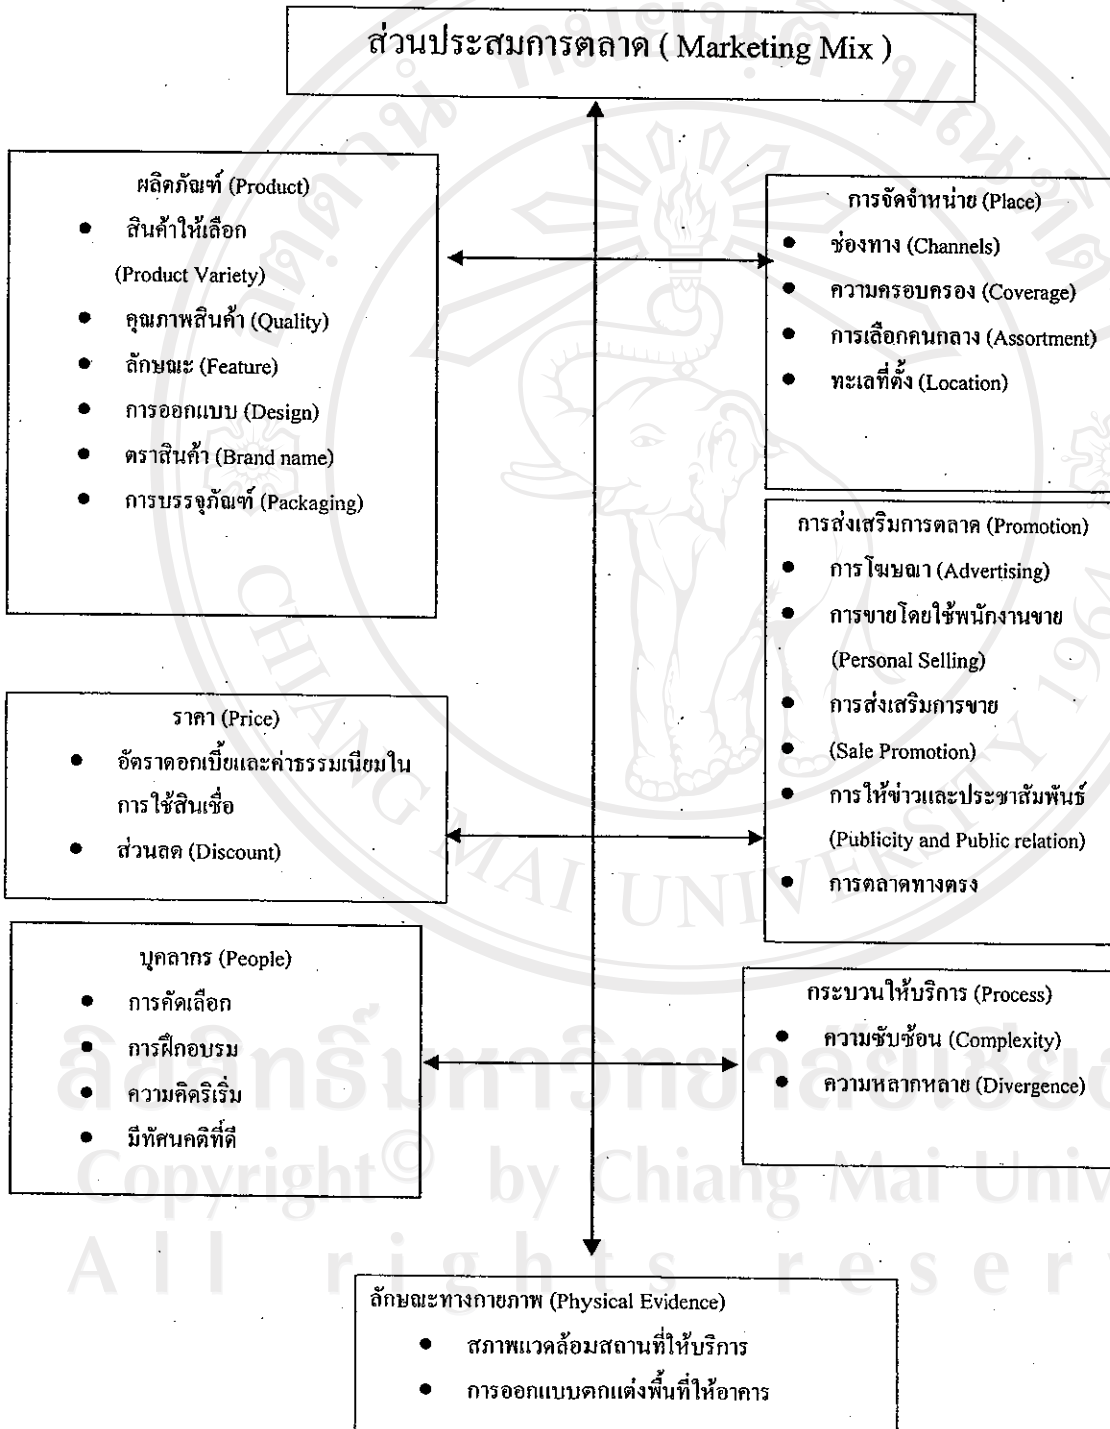 ส่วนประสมการตลาด ( Marketing Mix )
ผลิตภัณฑ์ (Product)
● สินค้าให้เลือก
(Product Variety)
● คุณภาพสินค้า (Quality)
● ลักษณะ (Feature)
● การออกแบบ (Design)
● ตราสินค้า (Brand name)
● การบรรจุภัณฑ์ (Packaging)
การจัดจำหน่าย (Place)
● ช่องทาง (Channels)
● ความครอบครอง (Coverage)
● การเลือกคนกลาง (Assortment)
● ทะเลที่ตั้ง (Location)
การส่งเสริมการตลาด (Promotion)
● การโฆษณา (Advertising)
● การขายโดยใช้พนักงานขาย
(Personal Selling)
● การส่งเสริมการขาย
● (Sale Promotion)
● การให้ข่าวและประชาสัมพันธ์
(Publicity and Public relation)
● การตลาดทางตรง
ราคา (Price)
● อัตราดอกเบี้ยและค่าธรรมเนียมใน
การใช้สินเชื่อ
● ส่วนลด (Discount)
บุคลากร (People)
● การคัดเลือก
● การฝึกอบรม
● ความคิดริเริ่ม
● มีทัศนคติที่ดี
กระบวนให้บริการ (Process)
● ความซับซ้อน (Complexity)
● ความหลากหลาย (Divergence)
ลักษณะทางกายภาพ (Physical Evidence)
● สภาพแวดล้อมสถานที่ให้บริการ
● การออกแบบตกแต่งพื้นที่ให้อาคาร
CHIANG MAI UNIVERSITY 1964
Copyright© by Chiang Mai Univ
All rights reser